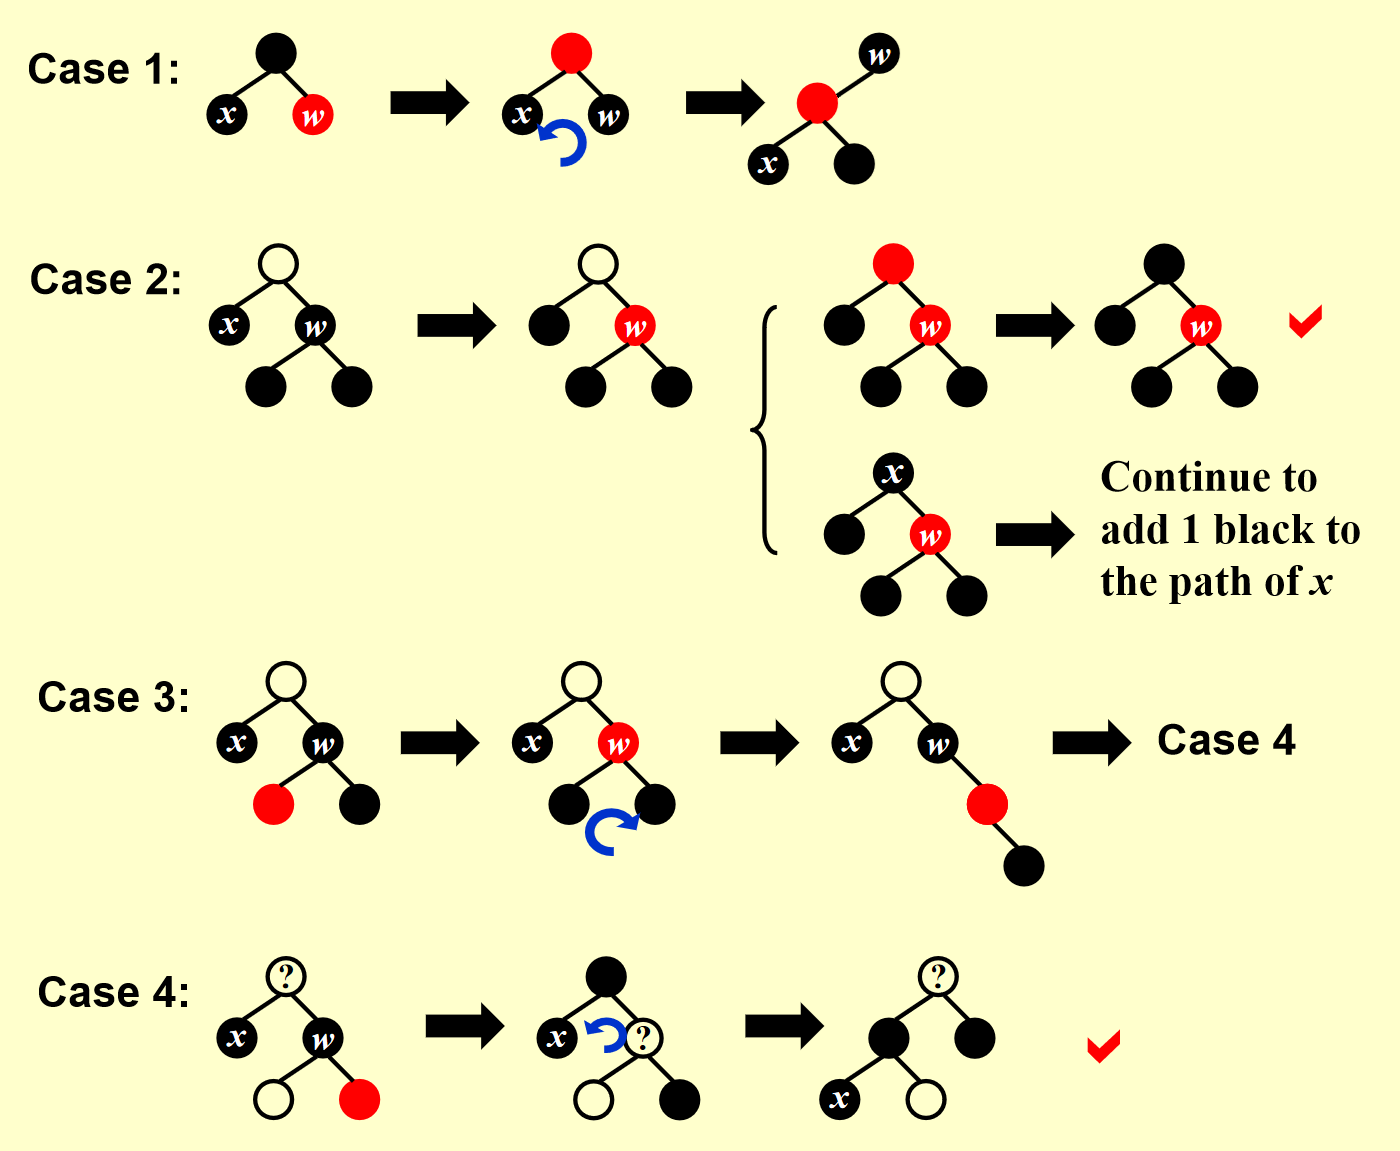 Case 1:
x w
x w
w
x
Case 2:
x w
w
w
w
x
w
Continue to
add 1 black to
the path of x
Case 3:
x w
x w
x w
Case 4
Case 4:
?
x w
x ?
?
x